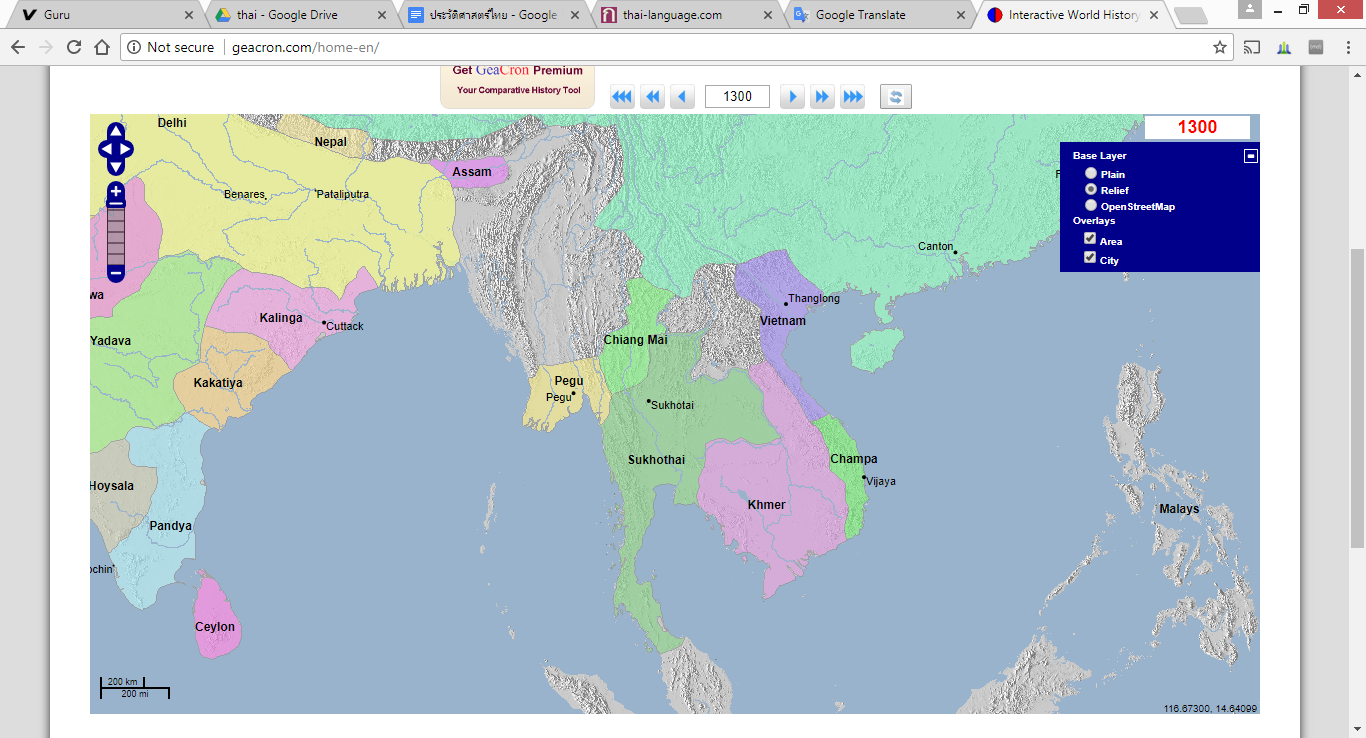 Guru
thai - Google Drive
ประวัติศาสตร์ไทย - Google
thai-language.com
Google Translate
Interactive World History
Not secure
geacron.com/home-en/
Get GeaCron Premium
Your Comparative History Tool
1300
1300
Base Layer
Plain
Relief
OpenStreetMap
Overlays
Area
City
Delhi
Nepal
Assam
Benares
Pataliputra
Canton
wa
Kalinga
Cuttack
Thanglong
Vietnam
Yadava
Chiang Mai
Kakatiya
Pegu
Pegu
Sukhotai
Sukhothai
Champa
Vijaya
Hoysala
Khmer
Malays
Pandya
ochin
Ceylon
200 km
200 mi
116.67300, 14.64099